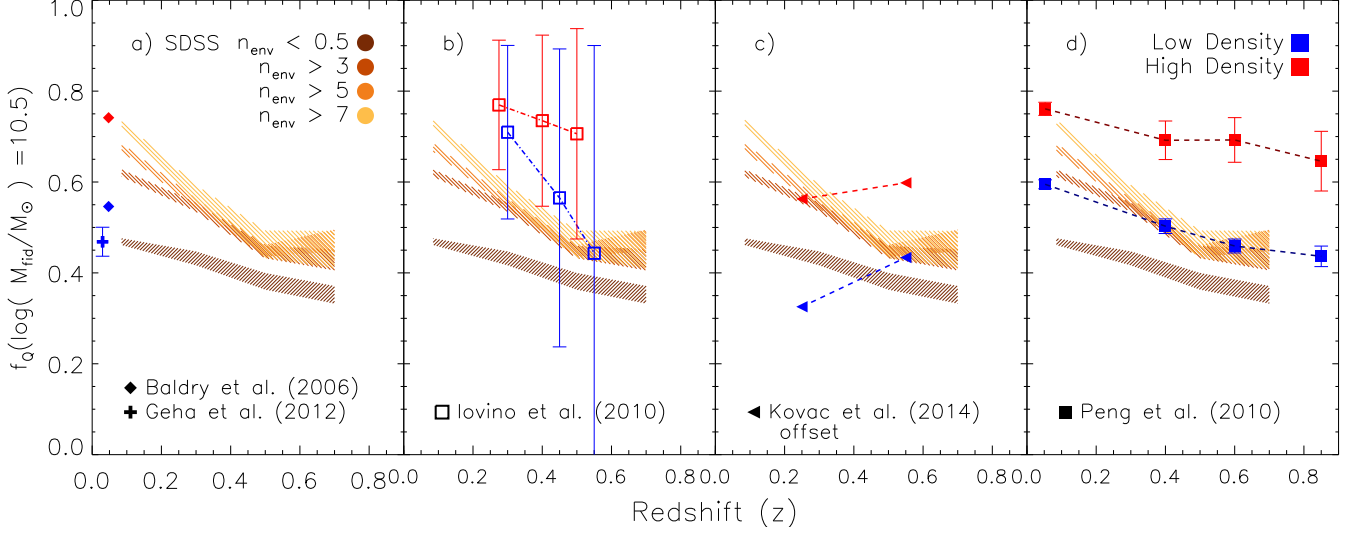 a) SDSS n_env < 0.5
n_env > 3
n_env > 5
n_env > 7
b)
c)
d)
Low Density
High Density
f_Q(log( M_fid/M_⊙ ) =10.5)
1.0
0.8
0.6
0.4
0.2
0.0
Baldry et al. (2006)
Geha et al. (2012)
Iovino et al. (2010)
Kovac et al. (2014)
offset
Peng et al. (2010)
0.0 0.2 0.4 0.6 0.8 0.0 0.2 0.4 0.6 0.8 0.0 0.2 0.4 0.6 0.8 0.0 0.2 0.4 0.6 0.8
Redshift (z)